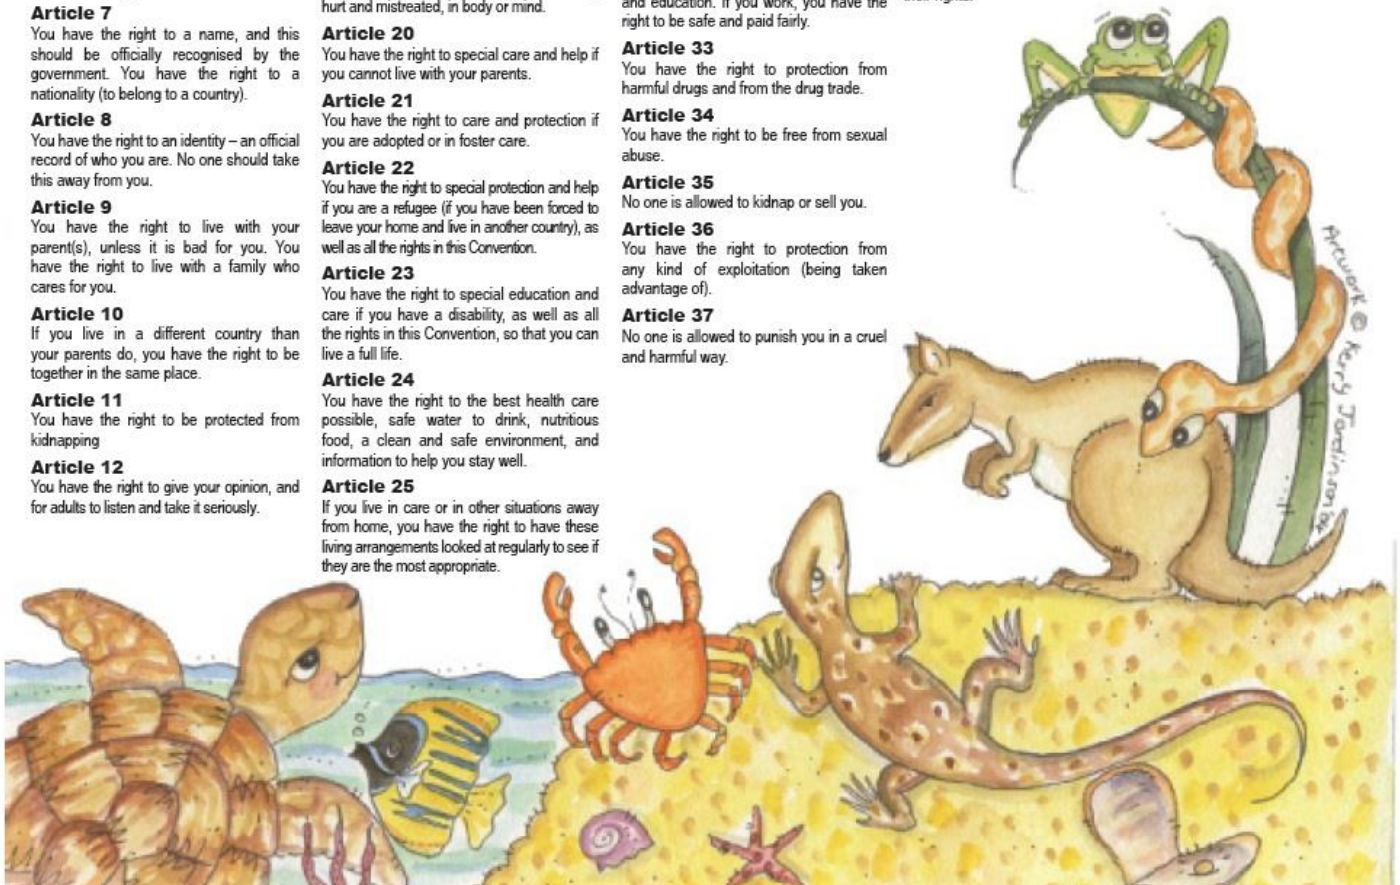 Article 7
You have the right to a name, and this
should be officially recognised by the
government. You have the right to a
nationality (to belong to a country).
Article 8
You have the right to an identity – an official
record of who you are. No one should take
this away from you.
Article 9
You have the right to live with your
parent(s), unless it is bad for you. You
have the right to live with a family who
cares for you.
Article 10
If you live in a different country than
your parents do, you have the right to be
together in the same place.
Article 11
You have the right to be protected from
kidnapping
Article 12
You have the right to give your opinion, and
for adults to listen and take it seriously.
hurt and mistreated, in body or mind.
Article 20
You have the right to special care and help if
you cannot live with your parents.
Article 21
You have the right to care and protection if
you are adopted or in foster care.
Article 22
You have the right to special protection and help
if you are a refugee (if you have been forced to
leave your home and live in another country), as
well as all the rights in this Convention.
Article 23
You have the right to special education and
care if you have a disability, as well as all
the rights in this Convention, so that you can
live a full life.
Article 24
You have the right to the best health care
possible, safe water to drink, nutritious
food, a clean and safe environment, and
information to help you stay well.
Article 25
If you live in care or in other situations away
from home, you have the right to have these
living arrangements looked at regularly to see if
they are the most appropriate.
and education. If you work, you have the
right to be safe and paid fairly.
Article 33
You have the right to protection from
harmful drugs and from the drug trade.
Article 34
You have the right to be free from sexual
abuse.
Article 35
No one is allowed to kidnap or sell you.
Article 36
You have the right to protection from
any kind of exploitation (being taken
advantage of).
Article 37
No one is allowed to punish you in a cruel
and harmful way.
Artwork © Kerry